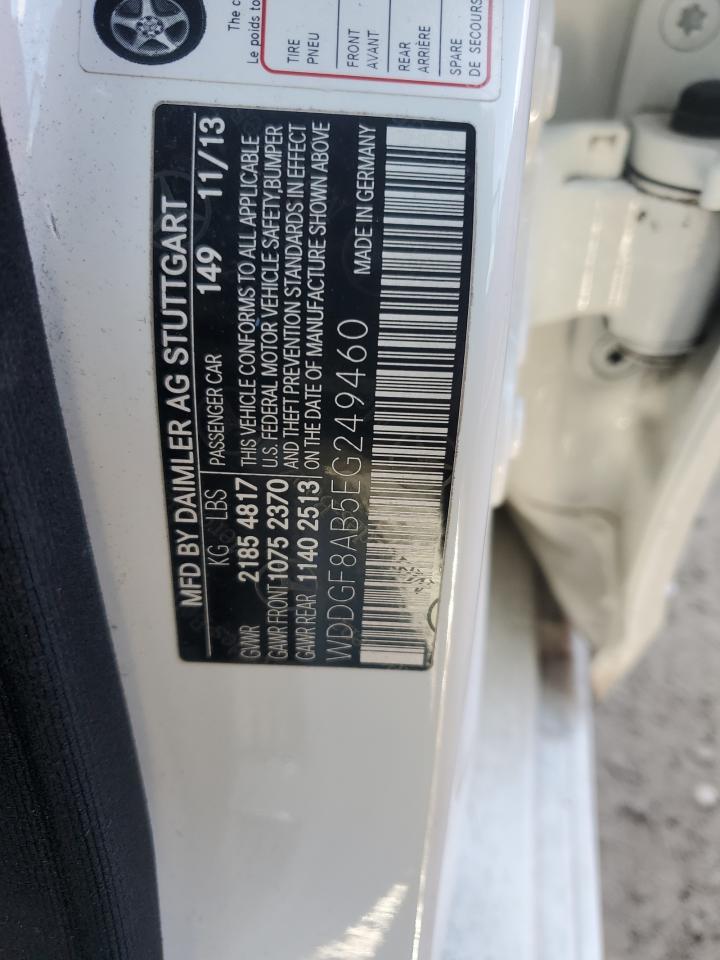 The
Le poids
TIRE
PNEU
FRONT
AVANT
REAR
ARRIÈRE
SPARE
DE SECOURS
MFD BY DAIMLER AG STUTTGART
KG LBS PASSENGER CAR 149 11/13
GVWR 2185 4817 THIS VEHICLE CONFORMS TO ALL APPLICABLE
GAWR FRONT 1075 2370 U.S. FEDERAL MOTOR VEHICLE SAFETY,BUMPER
GAWR REAR 1140 2513 AND THEFT PREVENTION STANDARDS IN EFFECT
ON THE DATE OF MANUFACTURE SHOWN ABOVE
WDDGF8AB5EG249460 MADE IN GERMANY